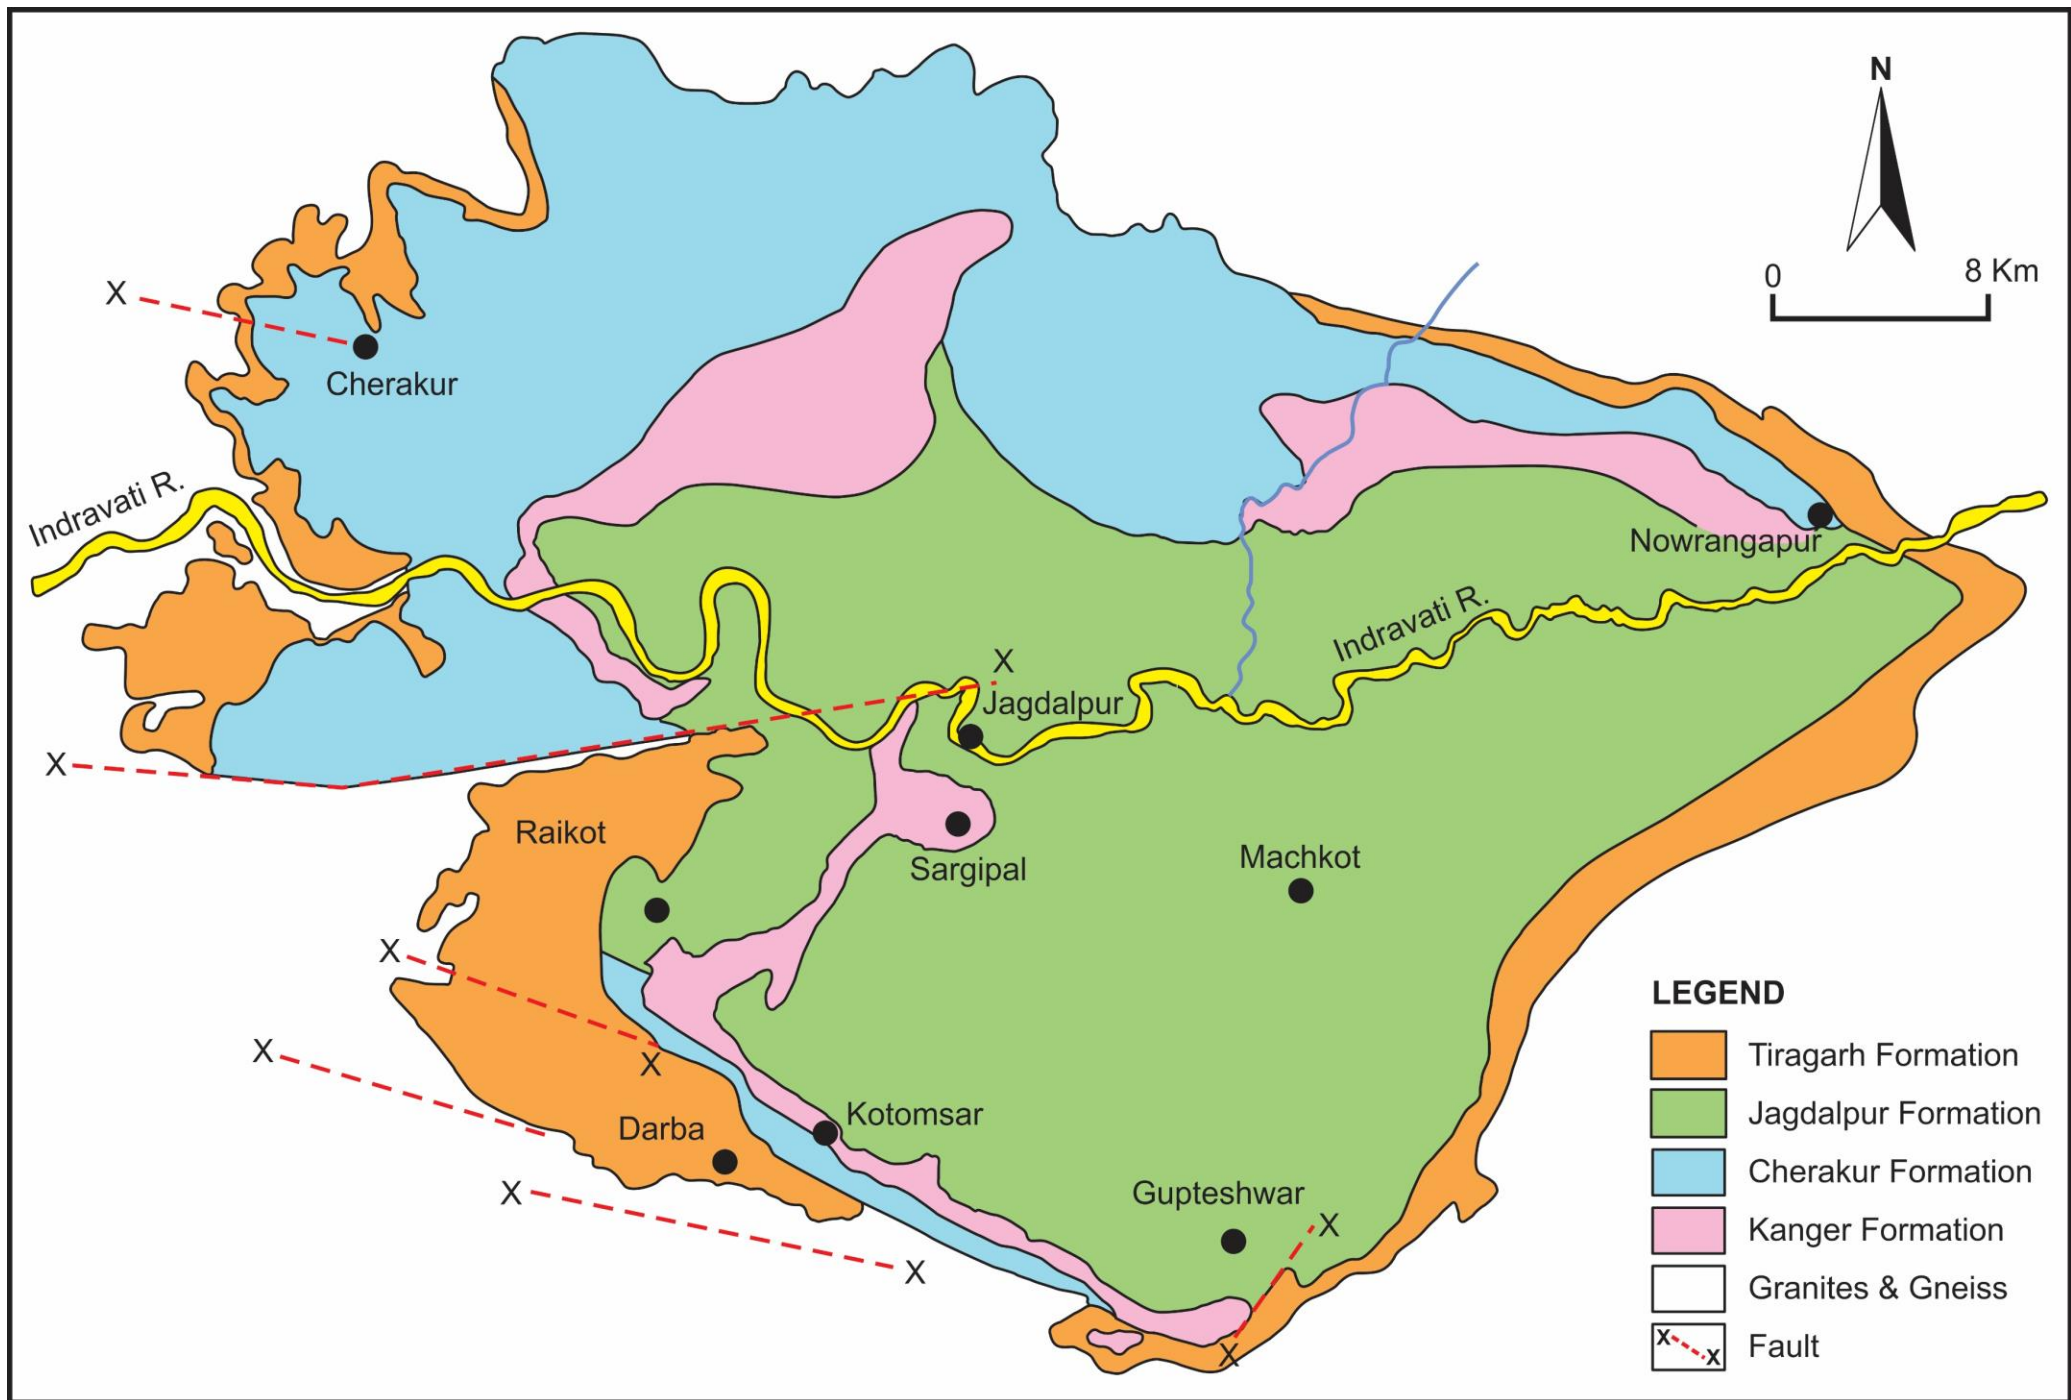 N
0 8 Km
X
Cherakur
Indravati R.
Nowrangapur
Indravati R.
X
Jagdalpur
X
Raikot
Sargipal
Machkot
X
X
X
Kotomsar
Darba
X
Gupteshwar
X
X
X
LEGEND
Tiragarh Formation
Jagdalpur Formation
Cherakur Formation
Kanger Formation
Granites & Gneiss
X X Fault